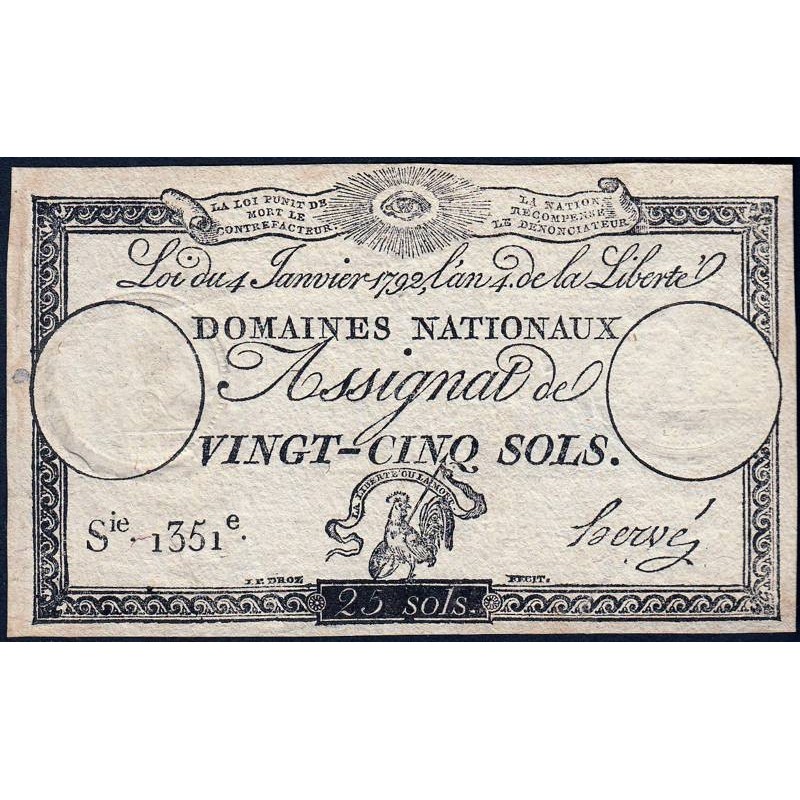 LA LOI PUNIT DE
MORT LE
CONTREFACTEUR.
LA NATION
RECOMPENSE
LE DENONCIATEUR
Loi du 4 Janvier 1792, l'an 4. de la Liberté
DOMAINES NATIONAUX
Assignat de
VINGT-CINQ SOLS.
LA LIBERTÉ OU LA MORT
Sie. 1351e.
hervé
J.P. DROZ FECIT.
25 sols.